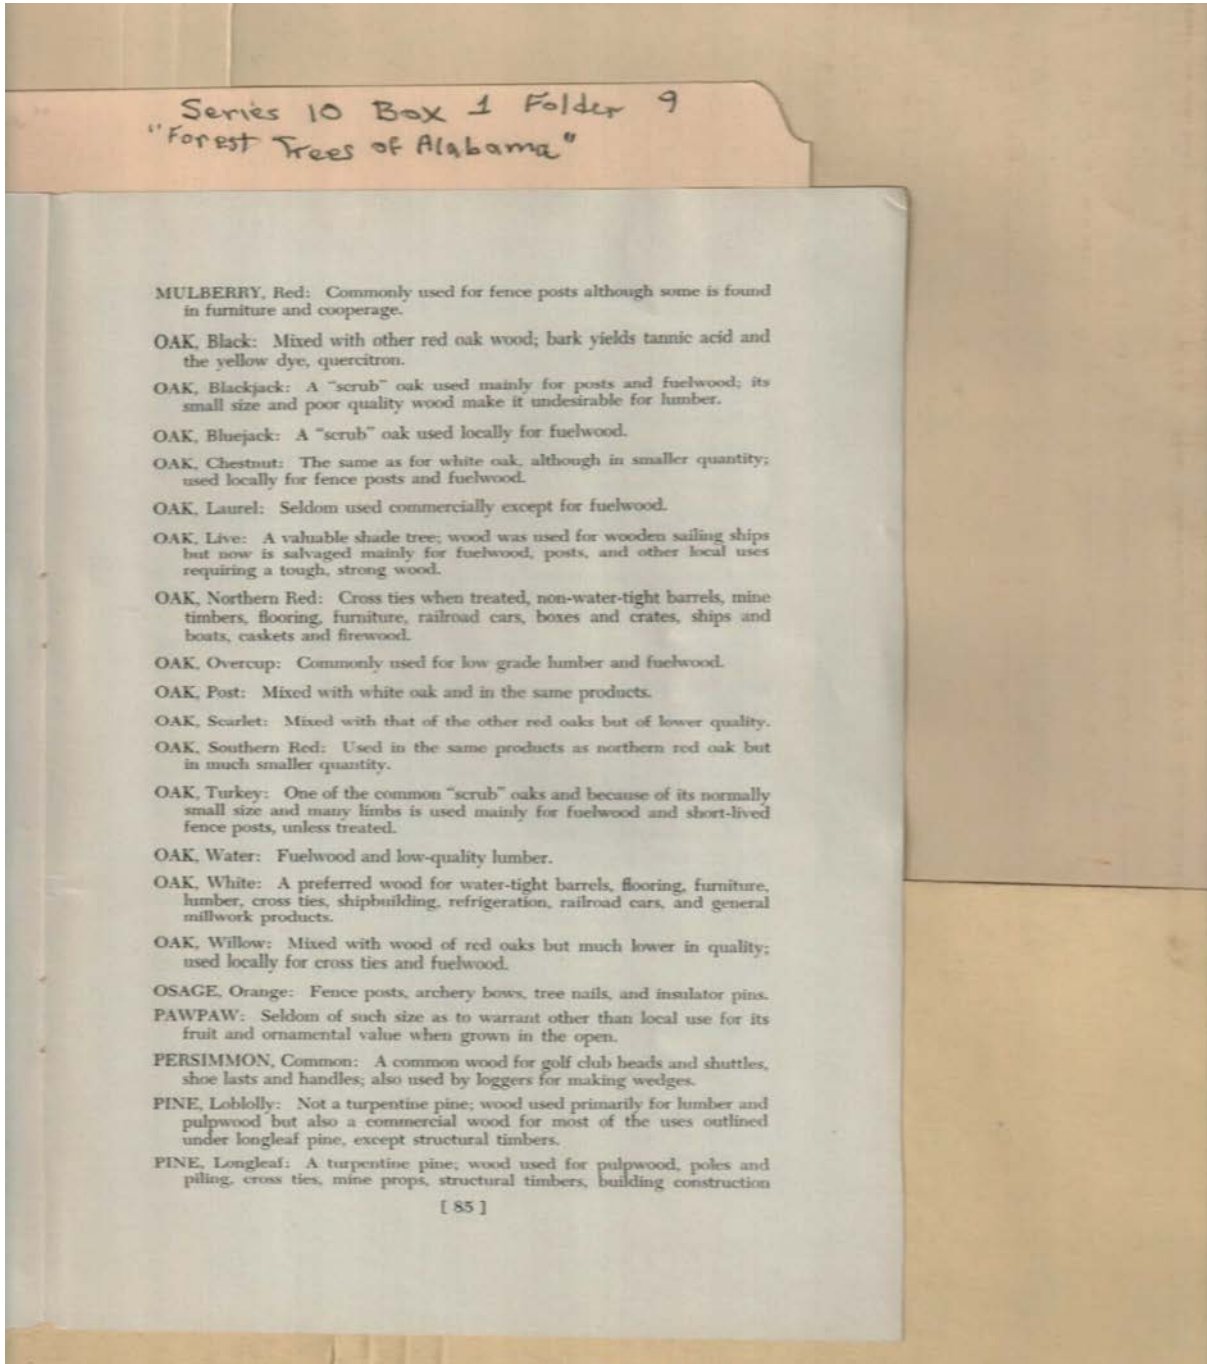 Series 10 Box 1 Folder 9
"Forest Trees of Alabama"
MULBERRY, Red: Commonly used for fence posts although some is found
in furniture and cooperage.
OAK, Black: Mixed with other red oak wood; bark yields tannic acid and
the yellow dye, quercitron.
OAK, Blackjack: A "scrub" oak used mainly for posts and fuelwood; its
small size and poor quality wood make it undesirable for lumber.
OAK, Bluejack: A "scrub" oak used locally for fuelwood.
OAK, Chestnut: The same as for white oak, although in smaller quantity;
used locally for fence posts and fuelwood.
OAK, Laurel: Seldom used commercially except for fuelwood.
OAK, Live: A valuable shade tree; wood was used for wooden sailing ships
but now is salvaged mainly for fuelwood, posts, and other local uses
requiring a tough, strong wood.
OAK, Northern Red: Cross ties when treated, non-water-tight barrels, mine
timbers, flooring, furniture, railroad cars, boxes and crates, ships and
boats, caskets and firewood.
OAK, Overcup: Commonly used for low grade lumber and fuelwood.
OAK, Post: Mixed with white oak and in the same products.
OAK, Scarlet: Mixed with that of the other red oaks but of lower quality.
OAK, Southern Red: Used in the same products as northern red oak but
in much smaller quantity.
OAK, Turkey: One of the common "scrub" oaks and because of its normally
small size and many limbs is used mainly for fuelwood and short-lived
fence posts, unless treated.
OAK, Water: Fuelwood and low-quality lumber.
OAK, White: A preferred wood for water-tight barrels, flooring, furniture,
lumber, cross ties, shipbuilding, refrigeration, railroad cars, and general
millwork products.
OAK, Willow: Mixed with wood of red oaks but much lower in quality;
used locally for cross ties and fuelwood.
OSAGE, Orange: Fence posts, archery bows, tree nails, and insulator pins.
PAWPAW: Seldom of such size as to warrant other than local use for its
fruit and ornamental value when grown in the open.
PERSIMMON, Common: A common wood for golf club heads and shuttles,
shoe lasts and handles; also used by loggers for making wedges.
PINE, Loblolly: Not a turpentine pine; wood used primarily for lumber and
pulpwood but also a commercial wood for most of the uses outlined
under longleaf pine, except structural timbers.
PINE, Longleaf: A turpentine pine; wood used for pulpwood, poles and
piling, cross ties, mine props, structural timbers, building construction
[ 85 ]